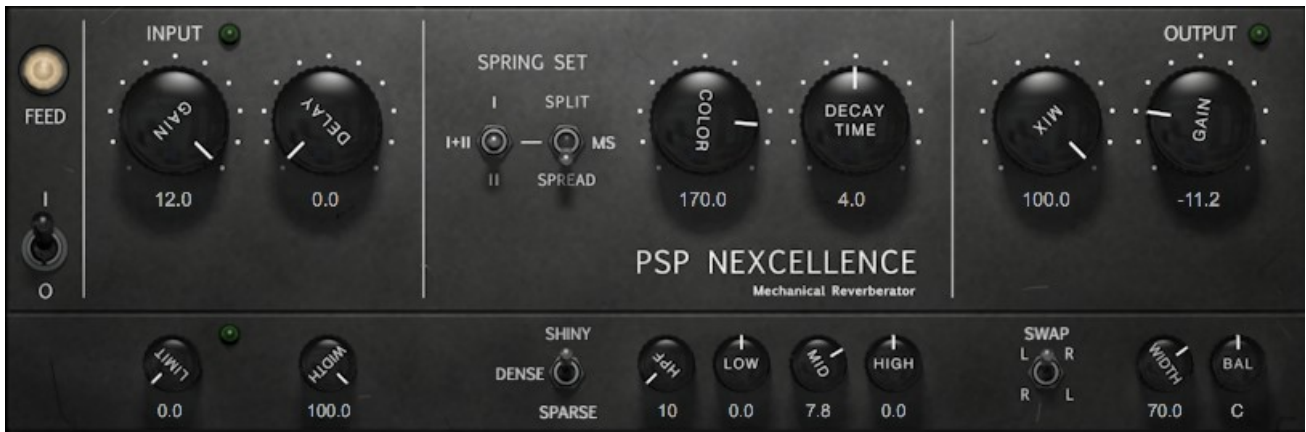 INPUT
FEED
I
O
GAIN
12.0
DELAY
0.0
SPRING SET
I
I+II
II
SPLIT
MS
SPREAD
COLOR
170.0
DECAY
TIME
4.0
PSP NEXCELLENCE
Mechanical Reverberator
OUTPUT
MIX
100.0
GAIN
-11.2
LIMIT
0.0
WIDTH
100.0
SHINY
DENSE
SPARSE
HPF
10
LOW
0.0
MID
7.8
HIGH
0.0
SWAP
L R
R L
WIDTH
70.0
BAL
C